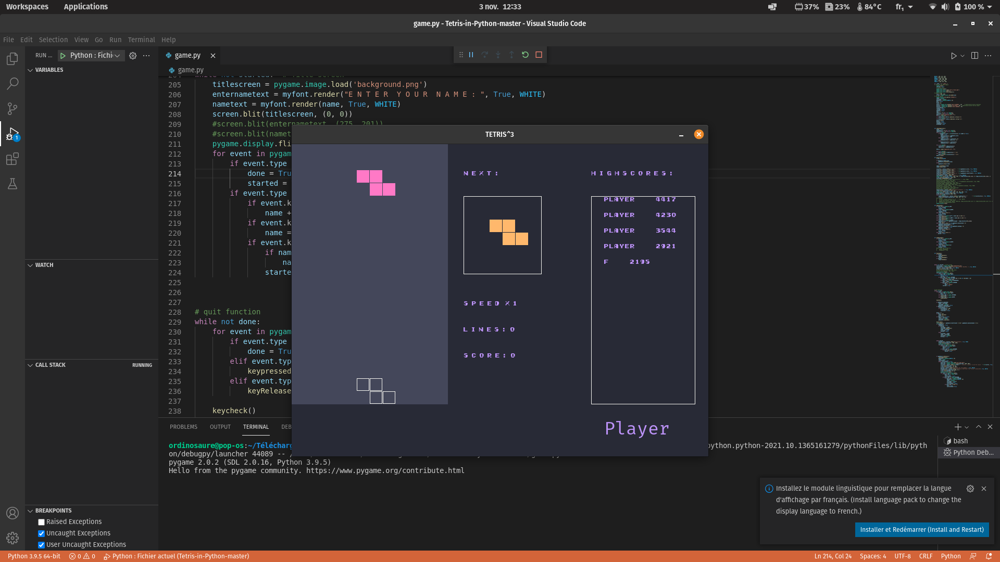 Workspaces Applications 3 nov. 12:33 37% 23% 84°C fr₁ 100 %
game.py - Tetris-in-Python-master - Visual Studio Code
File Edit Selection View Go Run Terminal Help
RUN ... Python : Fichi game.py
VARIABLES
game.py
205 titlescreen = pygame.image.load('background.png')
206 enternametext = myfont.render("E N T E R  Y O U R  N A M E : ", True, WHITE)
207 nametext = myfont.render(name, True, WHITE)
208 screen.blit(titlescreen, (0, 0))
209 #screen.blit(enternametext, (275, 201))
210 #screen.blit(namet
211 pygame.display.fli
212 for event in pygam
213 if event.type
214 done = Tru
215 started =
216 if event.type
217 if event.k
218 name +
219 if event.k
220 name =
221 if event.k
222 if nam
223 na
224 starte
225
226
227
228 # quit function
229 while not done:
230 for event in pygam
231 if event.type
232 done = Tru
233 elif event.typ
234 keypressed
235 elif event.typ
236 keyRelease
237
238 keycheck()
TETRIS^3
NEXT: HIGHSCORES:
PLAYER 4417
PLAYER 4230
PLAYER 3544
PLAYER 2921
F 2195
SPEED X1
LINES: 0
SCORE: 0
Player
WATCH
CALL STACK RUNNING
BREAKPOINTS
Raised Exceptions
Uncaught Exceptions
User Uncaught Exceptions
PROBLEMS OUTPUT TERMINAL DEB
ordinosaure@pop-os:~/Téléchar ython.python-2021.10.1365161279/pythonFiles/lib/pyth
on/debugpy/launcher 44089 -- /
pygame 2.0.2 (SDL 2.0.16, Python 3.9.5)
Hello from the pygame community. https://www.pygame.org/contribute.html
bash
Python Deb...
Installez le module linguistique pour remplacer la langue
d'affichage par français. (Install language pack to change the
display language to French.)
Installer et Redémarrer (Install and Restart)
1
Python 3.9.5 64-bit 0 0 Python : Fichier actuel (Tetris-in-Python-master) Ln 214, Col 24 Spaces: 4 UTF-8 CRLF Python